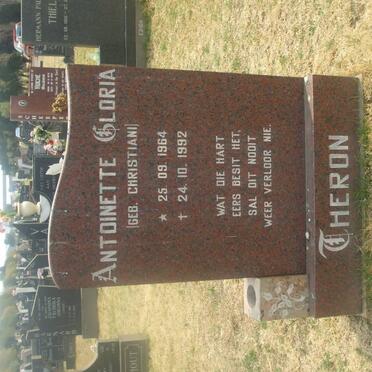 ANTOINETTE GLORIA
(GEB. CHRISTIANI)
★ 25. 09. 1964
† 24. 10. 1992
WAT DIE HART
EERS BESIT HET,
SAL DIT NOOIT
WEER VERLOOR NIE.
THERON